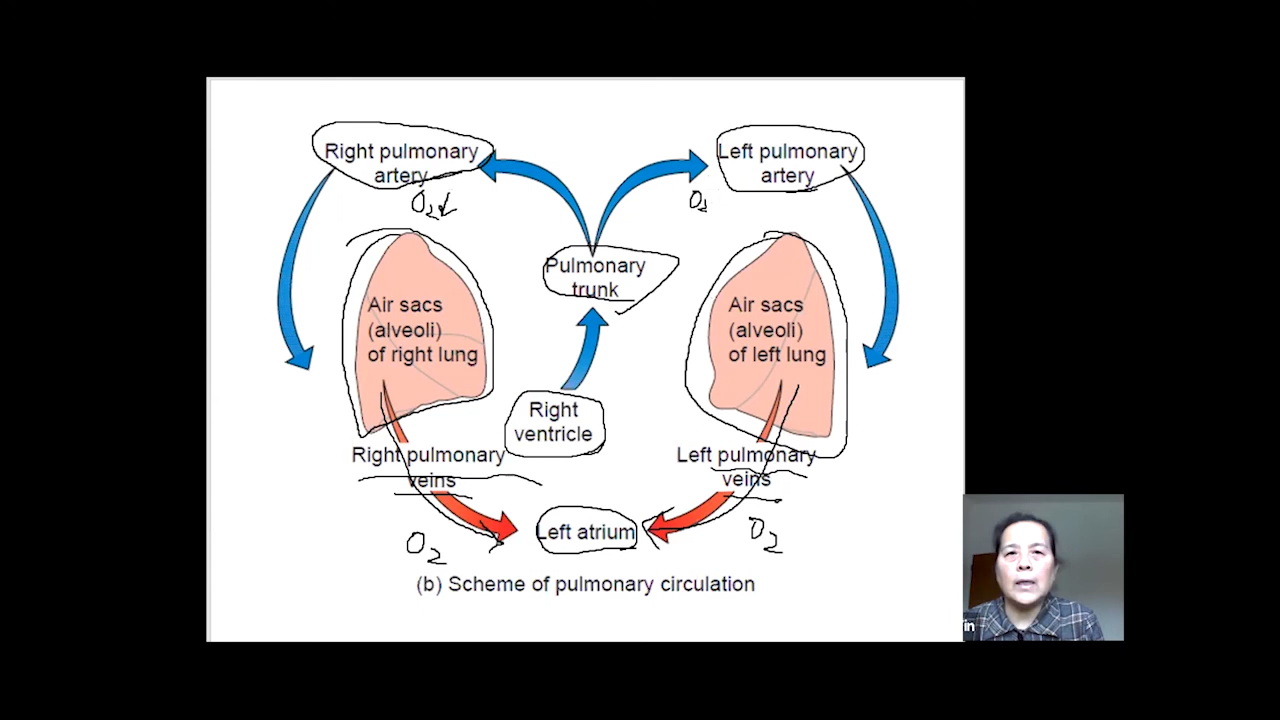 Right pulmonary
artery
O2↓
Left pulmonary
artery
O2
Pulmonary
trunk
Air sacs
(alveoli)
of right lung
Air sacs
(alveoli)
of left lung
Right
ventricle
Right pulmonary
veins
Left pulmonary
veins
Left atrium
O2
O2
(b) Scheme of pulmonary circulation